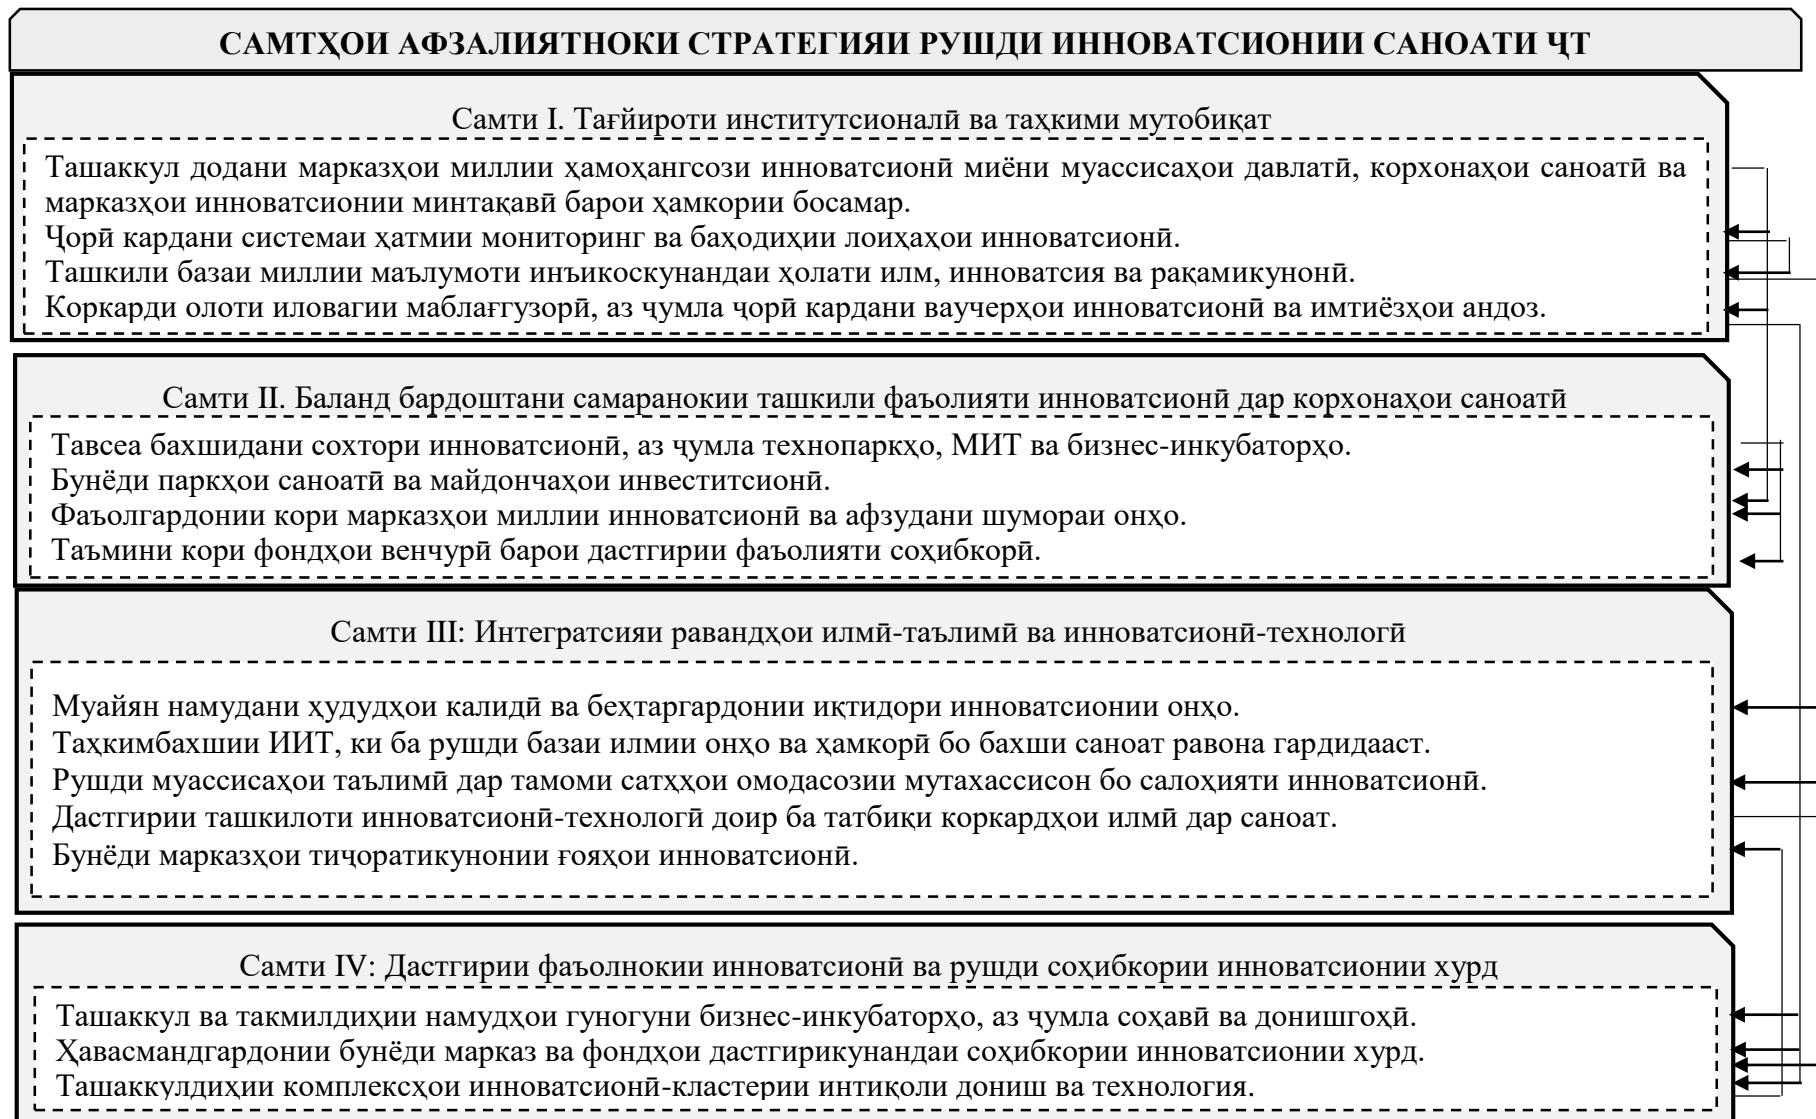 САМТҲОИ АФЗАЛИЯТНОКИ СТРАТЕГИЯИ РУШДИ ИННОВАТСИОНИИ САНОАТИ ҶТ
Самти I. Тағйироти институтсионалӣ ва таҳкими мутобиқат
Ташаккул додани марказҳои миллии ҳамоҳангсози инноватсионӣ миёни муассисаҳои давлатӣ, корхонаҳои саноатӣ ва
марказҳои инноватсионии минтақавӣ барои ҳамкории босамар.
Ҷорӣ кардани системаи ҳатмии мониторинг ва баҳодиҳии лоиҳаҳои инноватсионӣ.
Ташкили базаи миллии маълумоти инъикоскунандаи ҳолати илм, инноватсия ва рақамикунонӣ.
Коркарди олоти иловагии маблағгузорӣ, аз ҷумла ҷорӣ кардани ваучерҳои инноватсионӣ ва имтиёзҳои андоз.
Самти II. Баланд бардоштани самаранокии ташкили фаъолияти инноватсионӣ дар корхонаҳои саноатӣ
Тавсеа бахшидани сохтори инноватсионӣ, аз ҷумла технопаркҳо, МИТ ва бизнес-инкубаторҳо.
Бунёди паркҳои саноатӣ ва майдончаҳои инвеститсионӣ.
Фаъолгардонии кори марказҳои миллии инноватсионӣ ва афзудани шумораи онҳо.
Таъмини кори фондҳои венчурӣ барои дастгирии фаъолияти соҳибкорӣ.
Самти III: Интегратсияи равандҳои илмӣ-таълимӣ ва инноватсионӣ-технологӣ
Муайян намудани ҳудудҳои калидӣ ва беҳтаргардонии иқтидори инноватсионии онҳо.
Таҳкимбахшии ИИТ, ки ба рушди базаи илмии онҳо ва ҳамкорӣ бо бахши саноат равона гардидааст.
Рушди муассисаҳои таълимӣ дар тамоми сатҳҳои омодасозии мутахассисон бо салоҳияти инноватсионӣ.
Дастгирии ташкилоти инноватсионӣ-технологӣ доир ба татбиқи коркардҳои илмӣ дар саноат.
Бунёди марказҳои тиҷоратикунонии ғояҳои инноватсионӣ.
Самти IV: Дастгирии фаъолнокии инноватсионӣ ва рушди соҳибкории инноватсионии хурд
Ташаккул ва такмилдиҳии намудҳои гуногуни бизнес-инкубаторҳо, аз ҷумла соҳавӣ ва донишгоҳӣ.
Ҳавасмандгардонии бунёди марказ ва фондҳои дастгирикунандаи соҳибкории инноватсионии хурд.
Ташаккулдиҳии комплексҳои инноватсионӣ-кластерии интиқоли дониш ва технология.